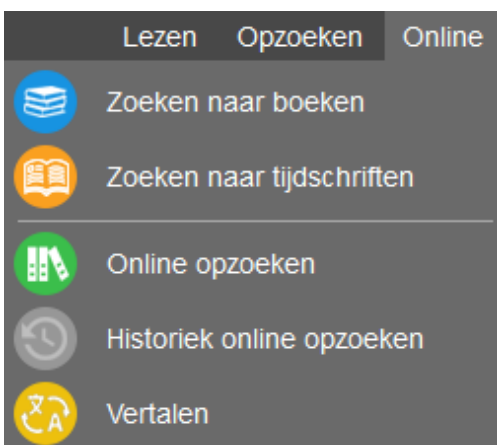 Lezen Opzoeken Online
Zoeken naar boeken
Zoeken naar tijdschriften
Online opzoeken
Historiek online opzoeken
Vertalen